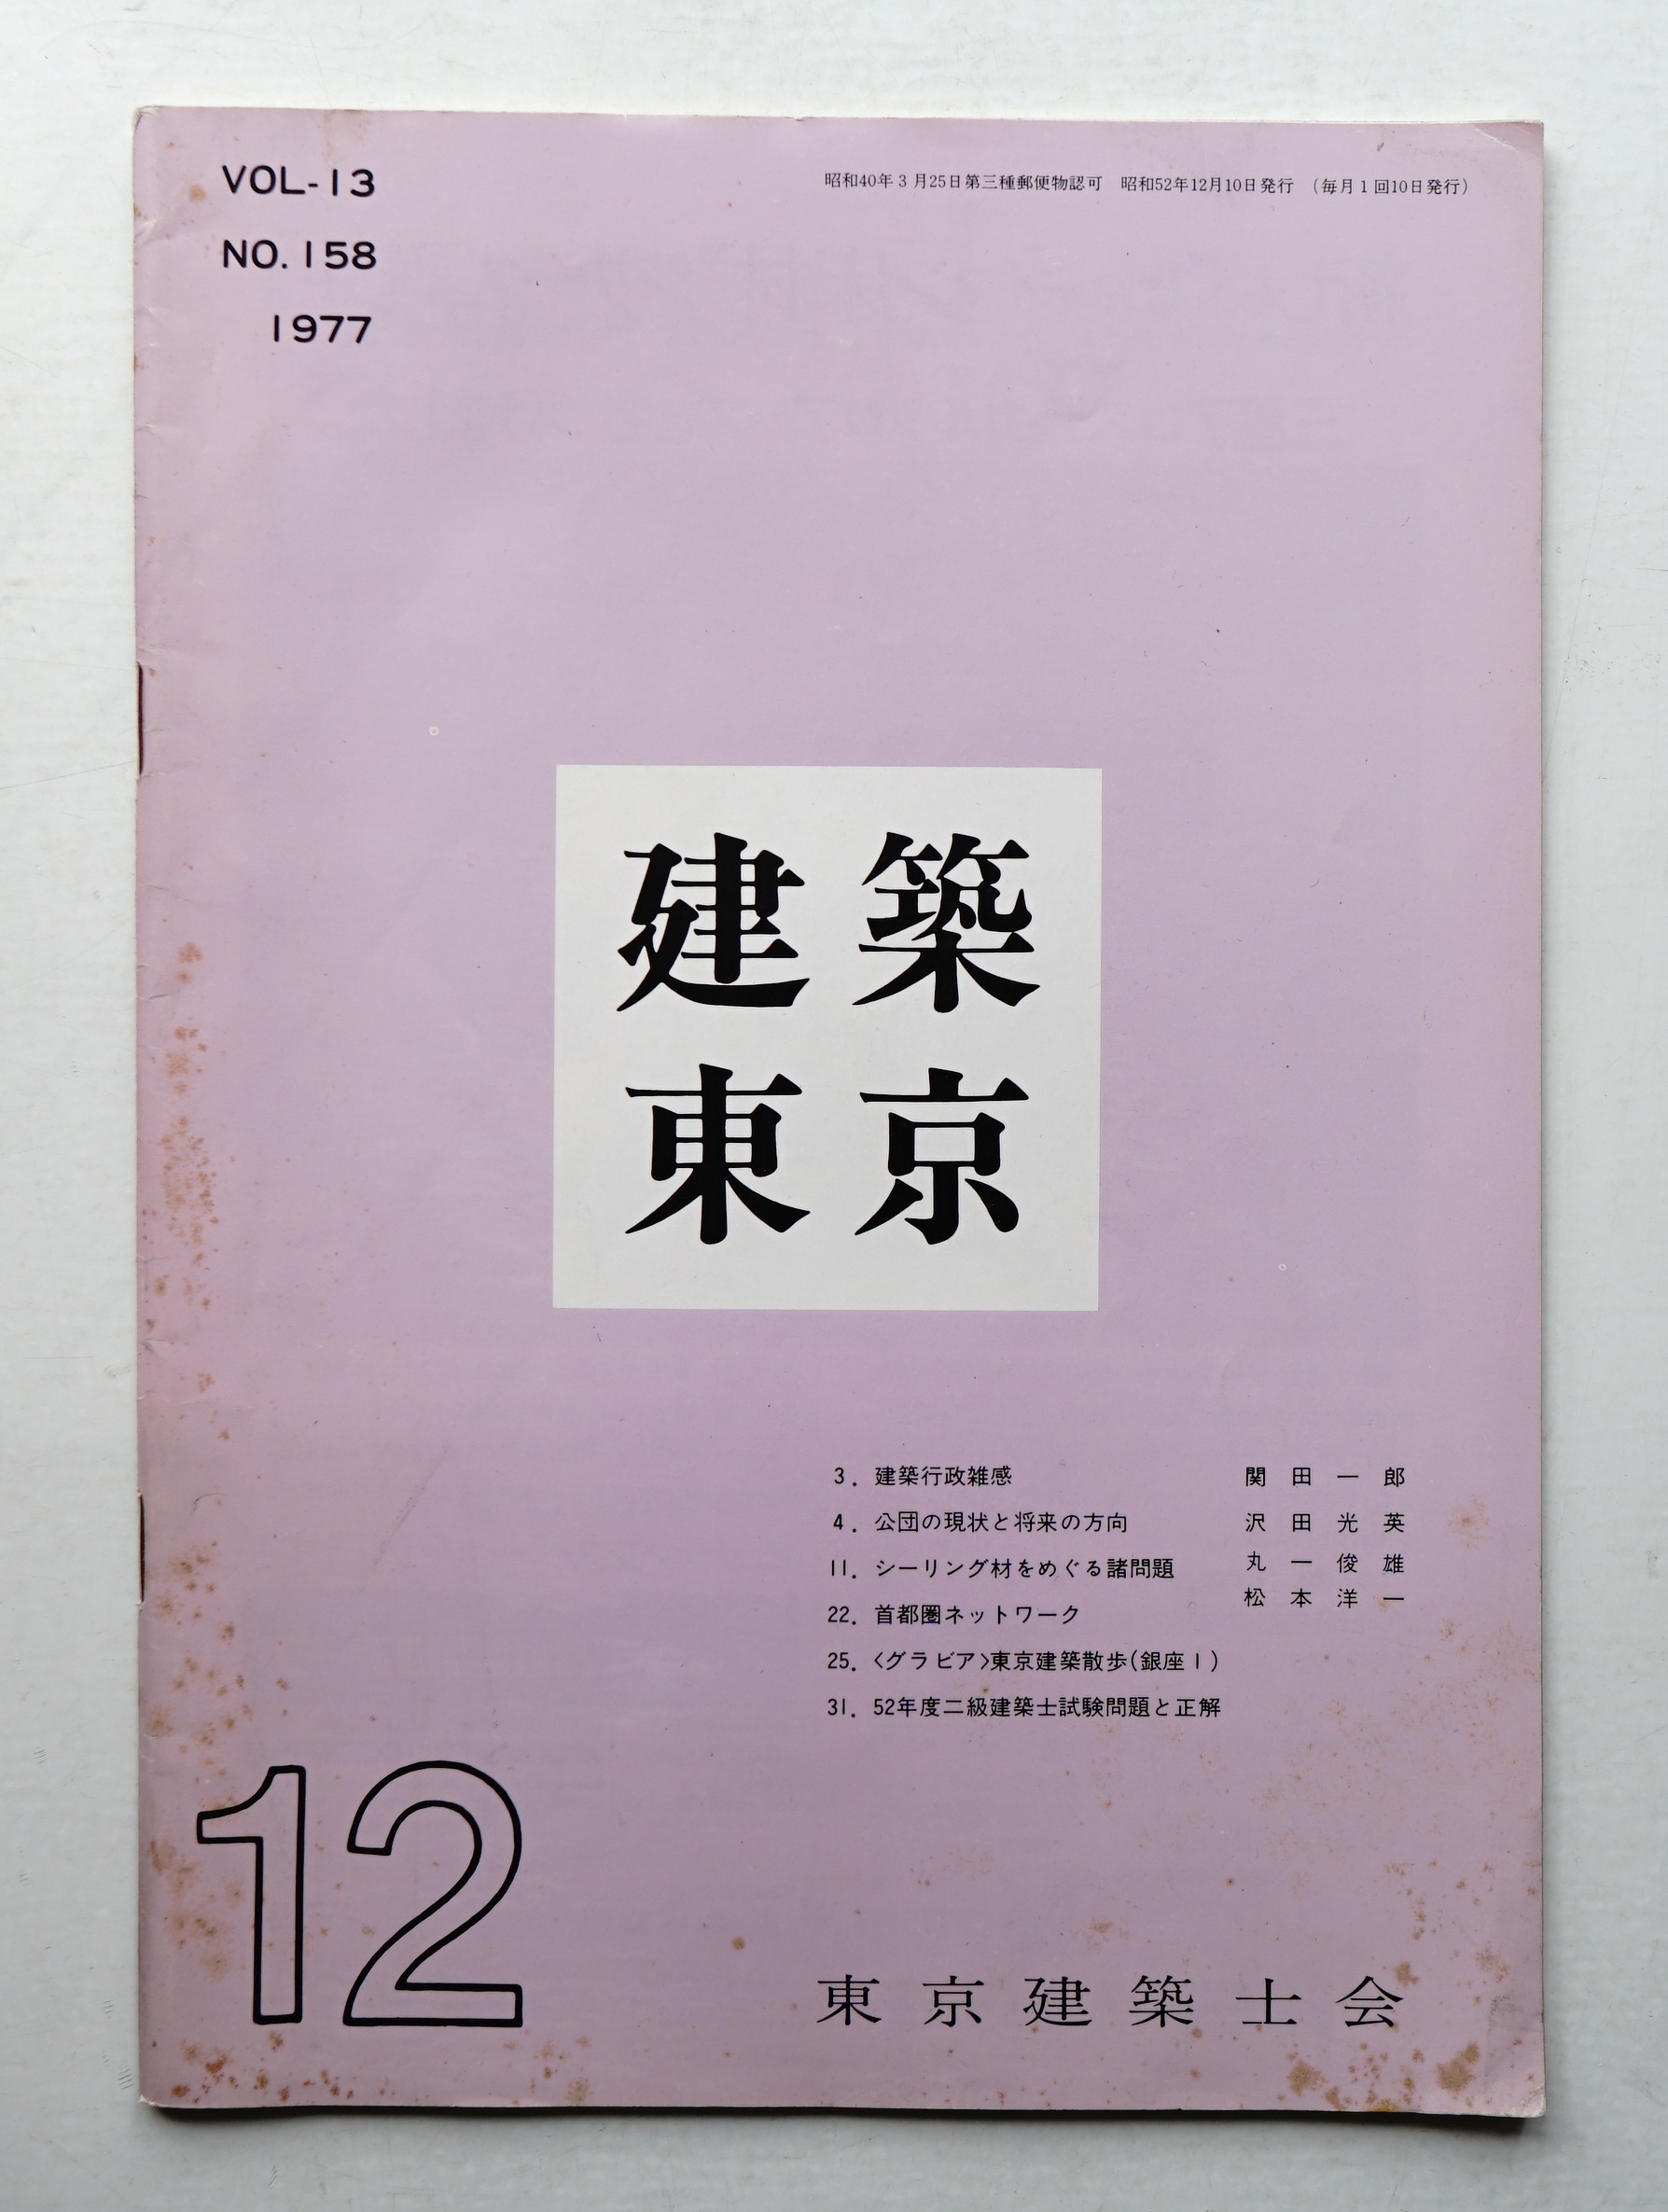 VOL-13
NO. 158
1977
昭和40年3月25日第三種郵便物認可 昭和52年12月10日発行 (毎月1回10日発行)
建築
東京
3. 建築行政雑感 関田一郎
4. 公団の現状と将来の方向 沢田光英
11. シーリング材をめぐる諸問題 丸一俊雄
松本洋一
22. 首都圏ネットワーク
25. 〈グラビア〉東京建築散歩(銀座1)
31. 52年度二級建築士試験問題と正解
12
東京建築士会